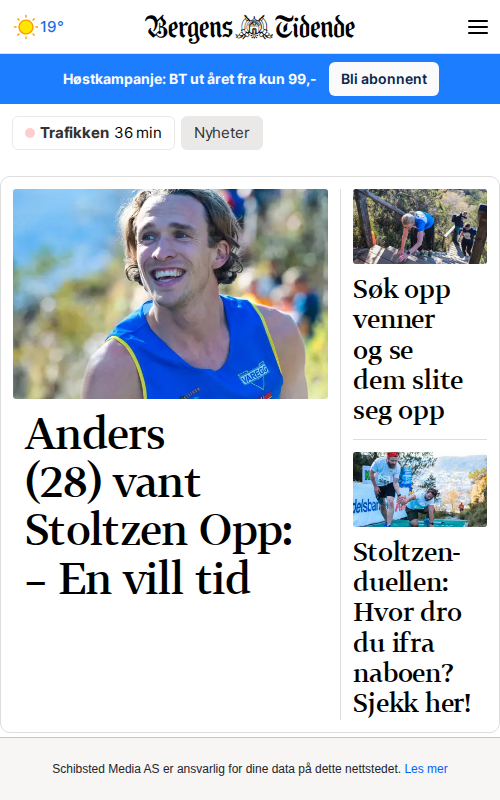 19°
Bergens Tidende
Høstkampanje: BT ut året fra kun 99,-
Bli abonnent
Trafikken 36 min
Nyheter
VAREGG
Anders
(28) vant
Stoltzen Opp:
– En vill tid
Søk opp
venner
og se
dem slite
seg opp
Stoltzen-
duellen:
Hvor dro
du ifra
naboen?
Sjekk her!
Schibsted Media AS er ansvarlig for dine data på dette nettstedet. Les mer